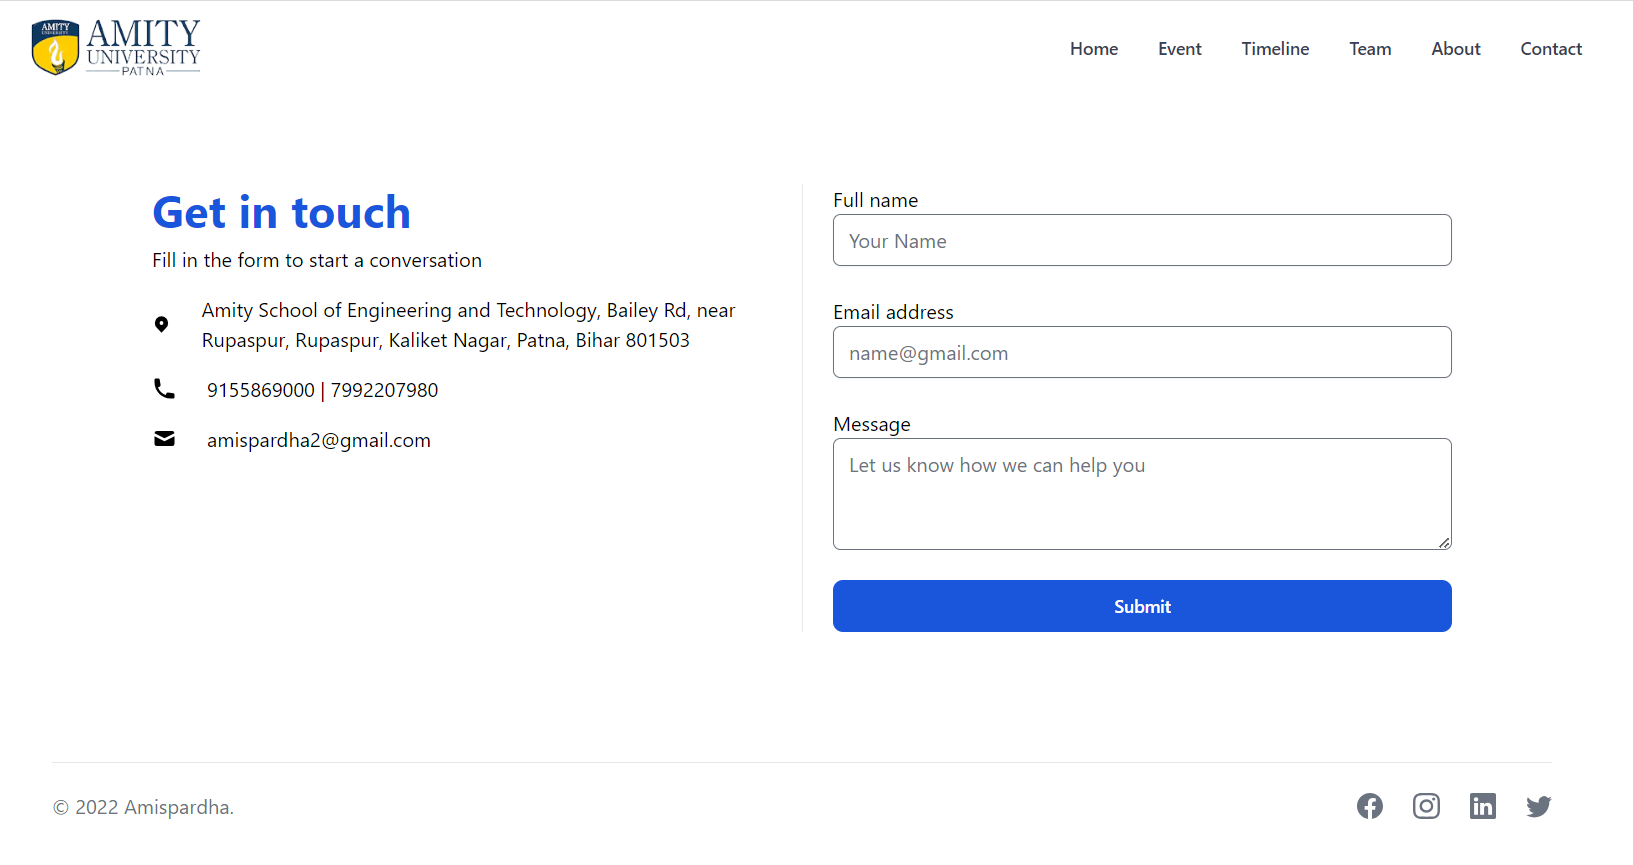 AMITY
UNIVERSITY
AMITY
UNIVERSITY
PATNA
Home Event Timeline Team About Contact
Get in touch
Fill in the form to start a conversation
Amity School of Engineering and Technology, Bailey Rd, near
Rupaspur, Rupaspur, Kaliket Nagar, Patna, Bihar 801503
9155869000 | 7992207980
amispardha2@gmail.com
Full name
Your Name
Email address
name@gmail.com
Message
Let us know how we can help you
Submit
© 2022 Amispardha.